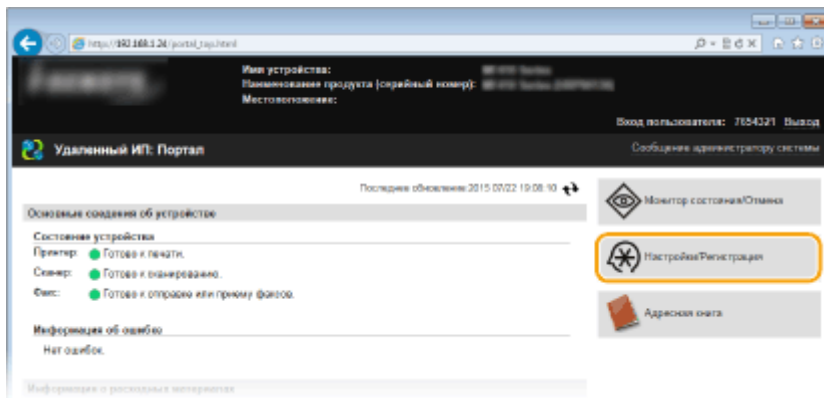 http://192.168.1.24/portal_top.html
Имя устройства:
Наименование продукта (серийный номер):
Местоположение:
Вход пользователя: 7654321 Выход
Удаленный ИП: Портал
Сообщение администратору системы
Последнее обновление: 2015 07/22 19:08:10
Основные сведения об устройстве
Монитор состояния/Отмена
Состояние устройства
Принтер: Готово к печати.
Сканер: Готово к сканированию.
Факс: Готово к отправке или приему факсов.
Настройки/Регистрация
Адресная книга
Информация об ошибке
Нет ошибок.
Информация о расходных материалах